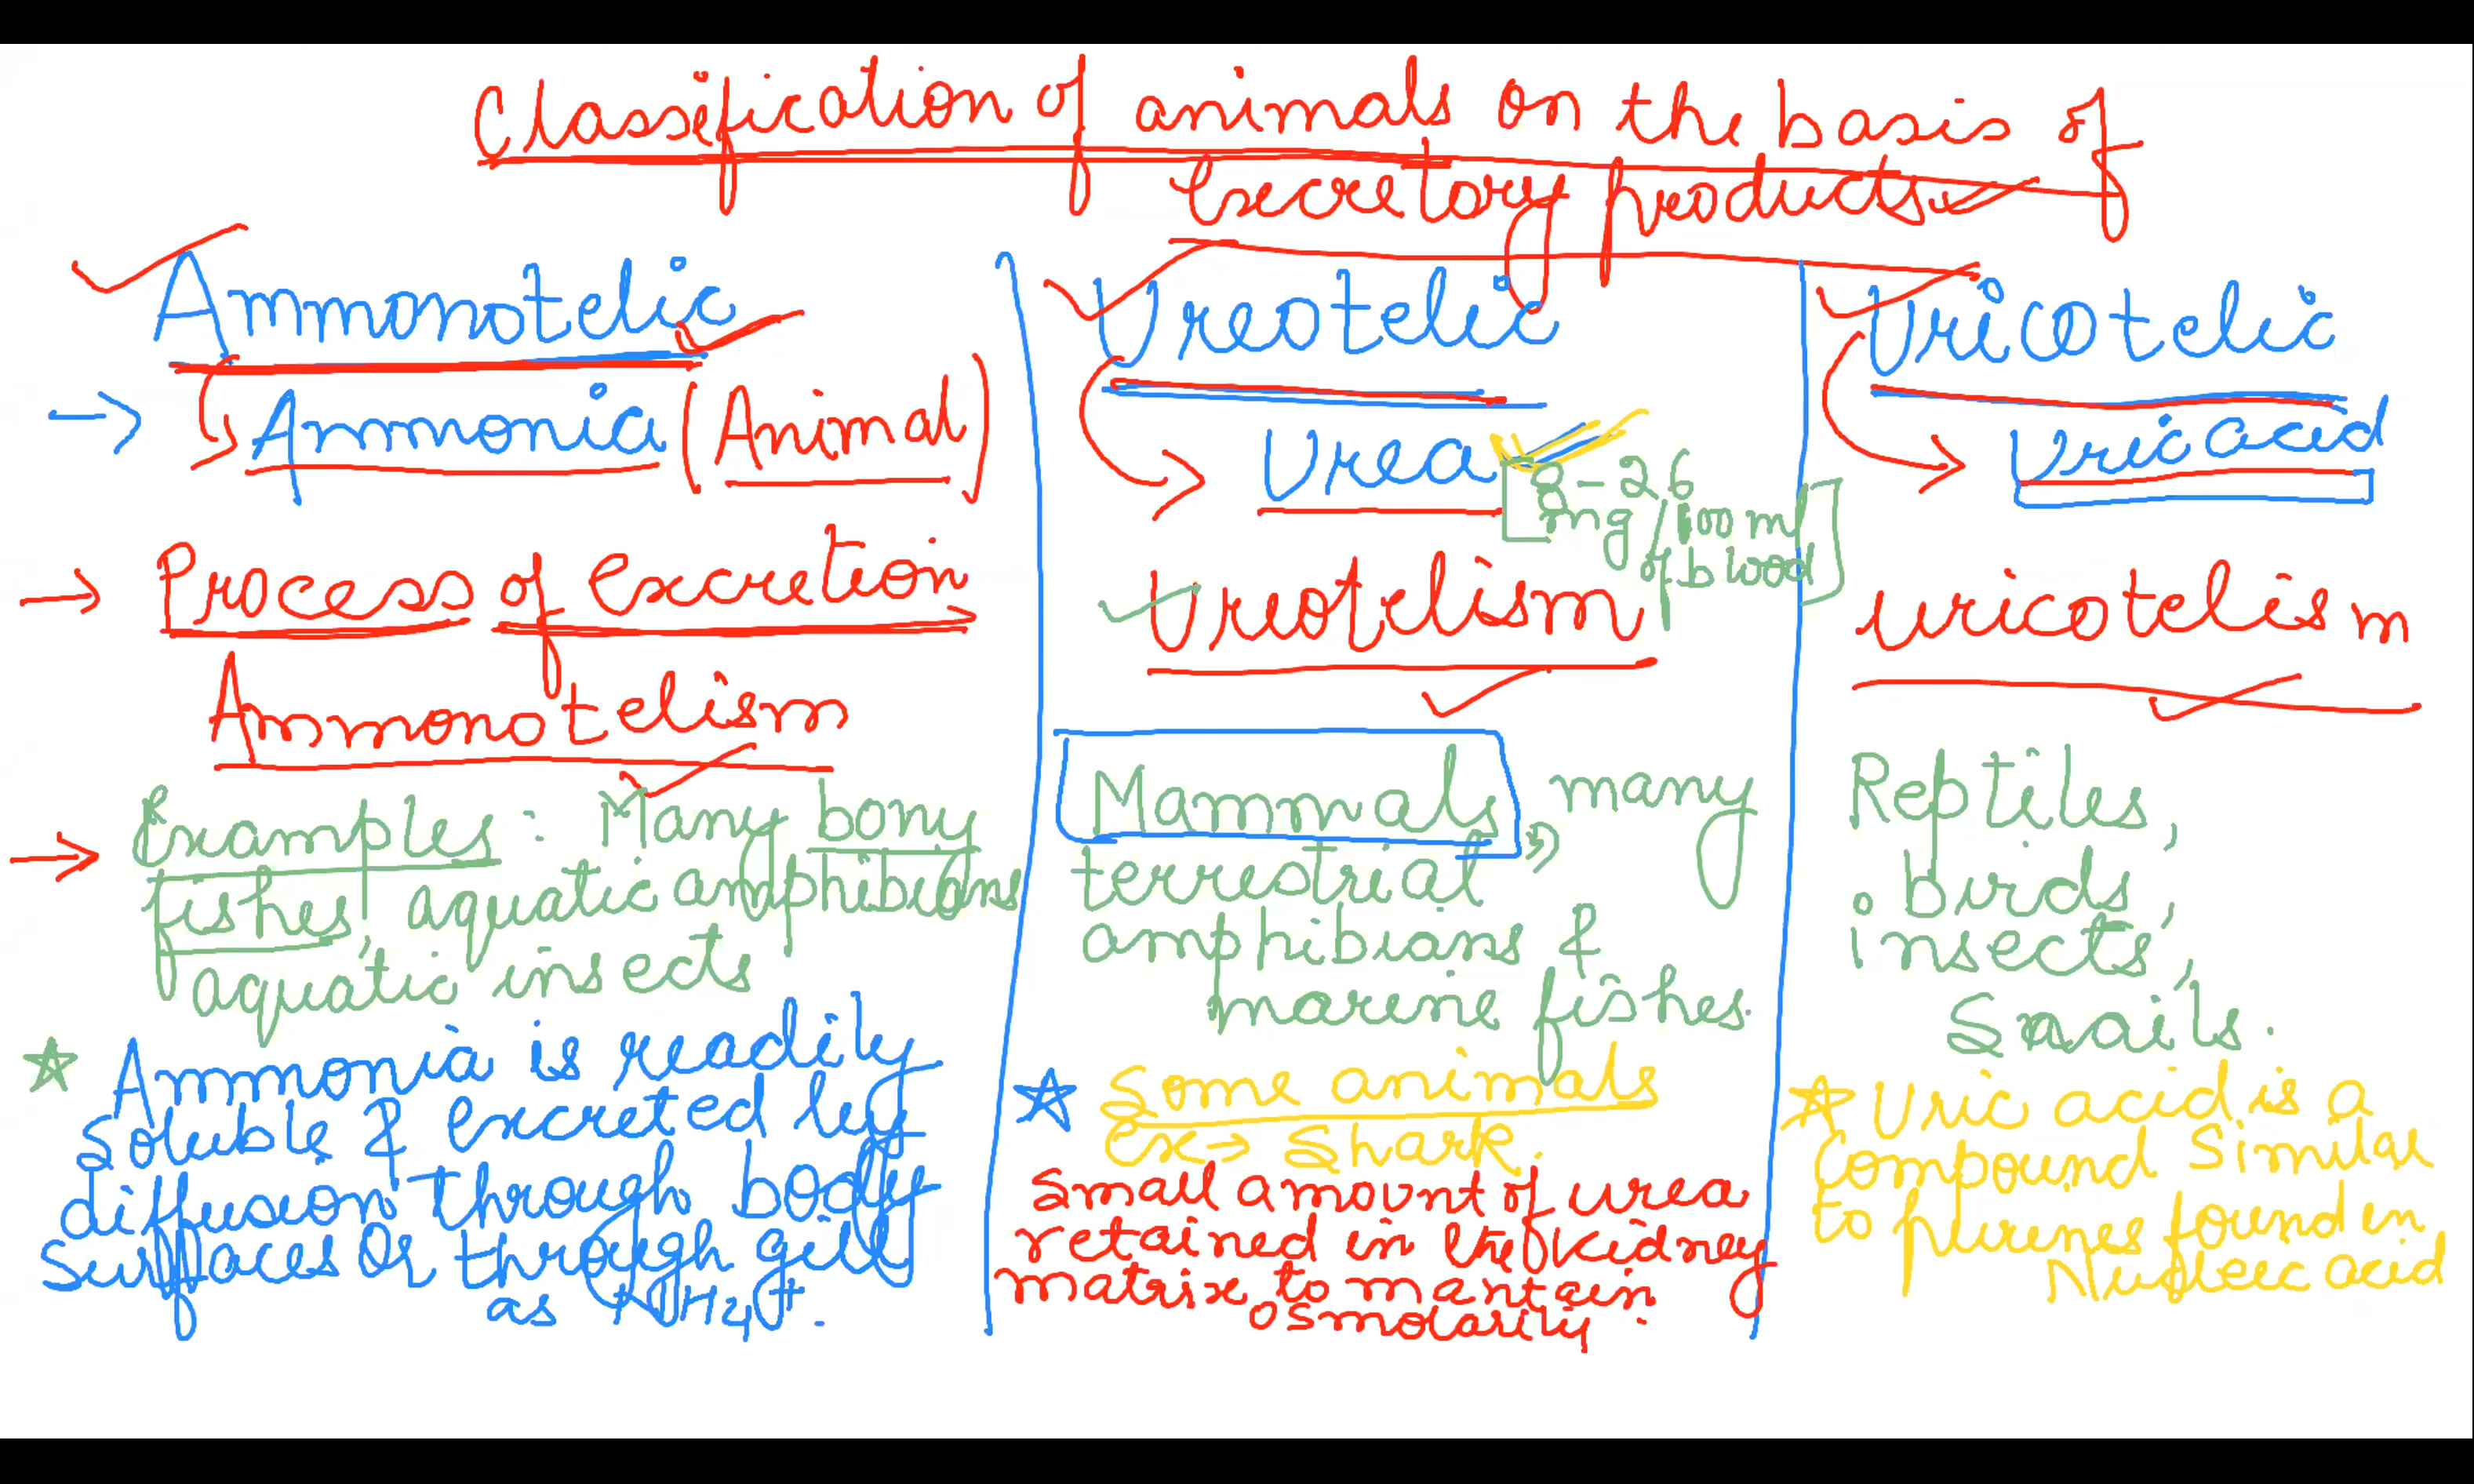 Classification of animals on the basis of
Excretory products
Ammonotelic
→ Ammonia (Animal)
→ Process of excretion
Ammonotelism
→ Examples: Many bony
fishes, aquatic amphibians,
aquatic insects
☆ Ammonia is readily
soluble & excreted by
diffusion through body
surfaces or through gill
as NH4+.
Ureotelic
→ Urea
[8-26
mg/100 ml
of blood]
Ureotelism
Mammals, many
terrestrial
amphibians &
marine fishes.
☆ Some animals
ex→ Shark.
Small amount of urea
retained in the kidney
matrix to maintain
osmolarity.
Uricotelic
→ Uric acid
uricotelism
Reptiles,
birds,
insects,
Snails.
☆ Uric acid is a
compound similar
to purines found in
Nucleic acid